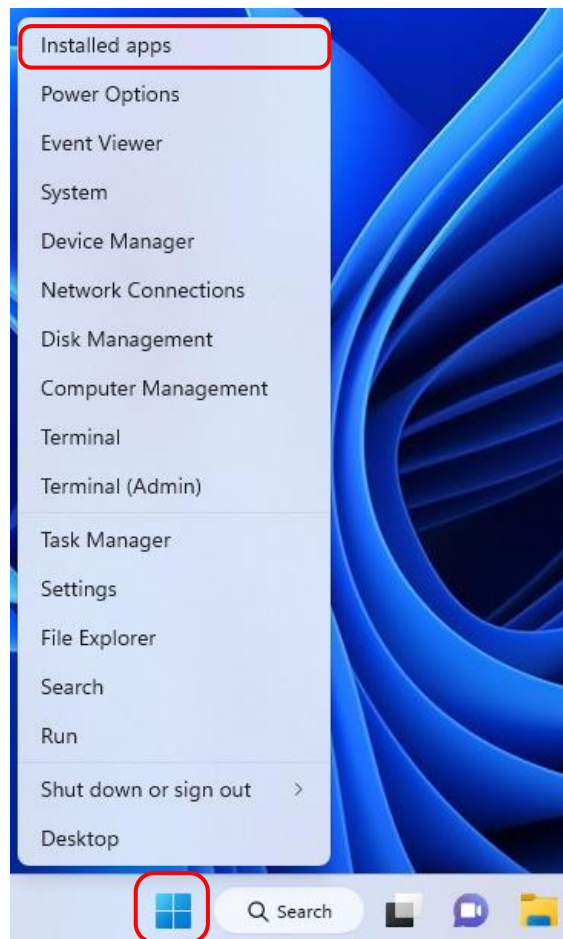 Installed apps
Power Options
Event Viewer
System
Device Manager
Network Connections
Disk Management
Computer Management
Terminal
Terminal (Admin)
Task Manager
Settings
File Explorer
Search
Run
Shut down or sign out
Desktop
Search